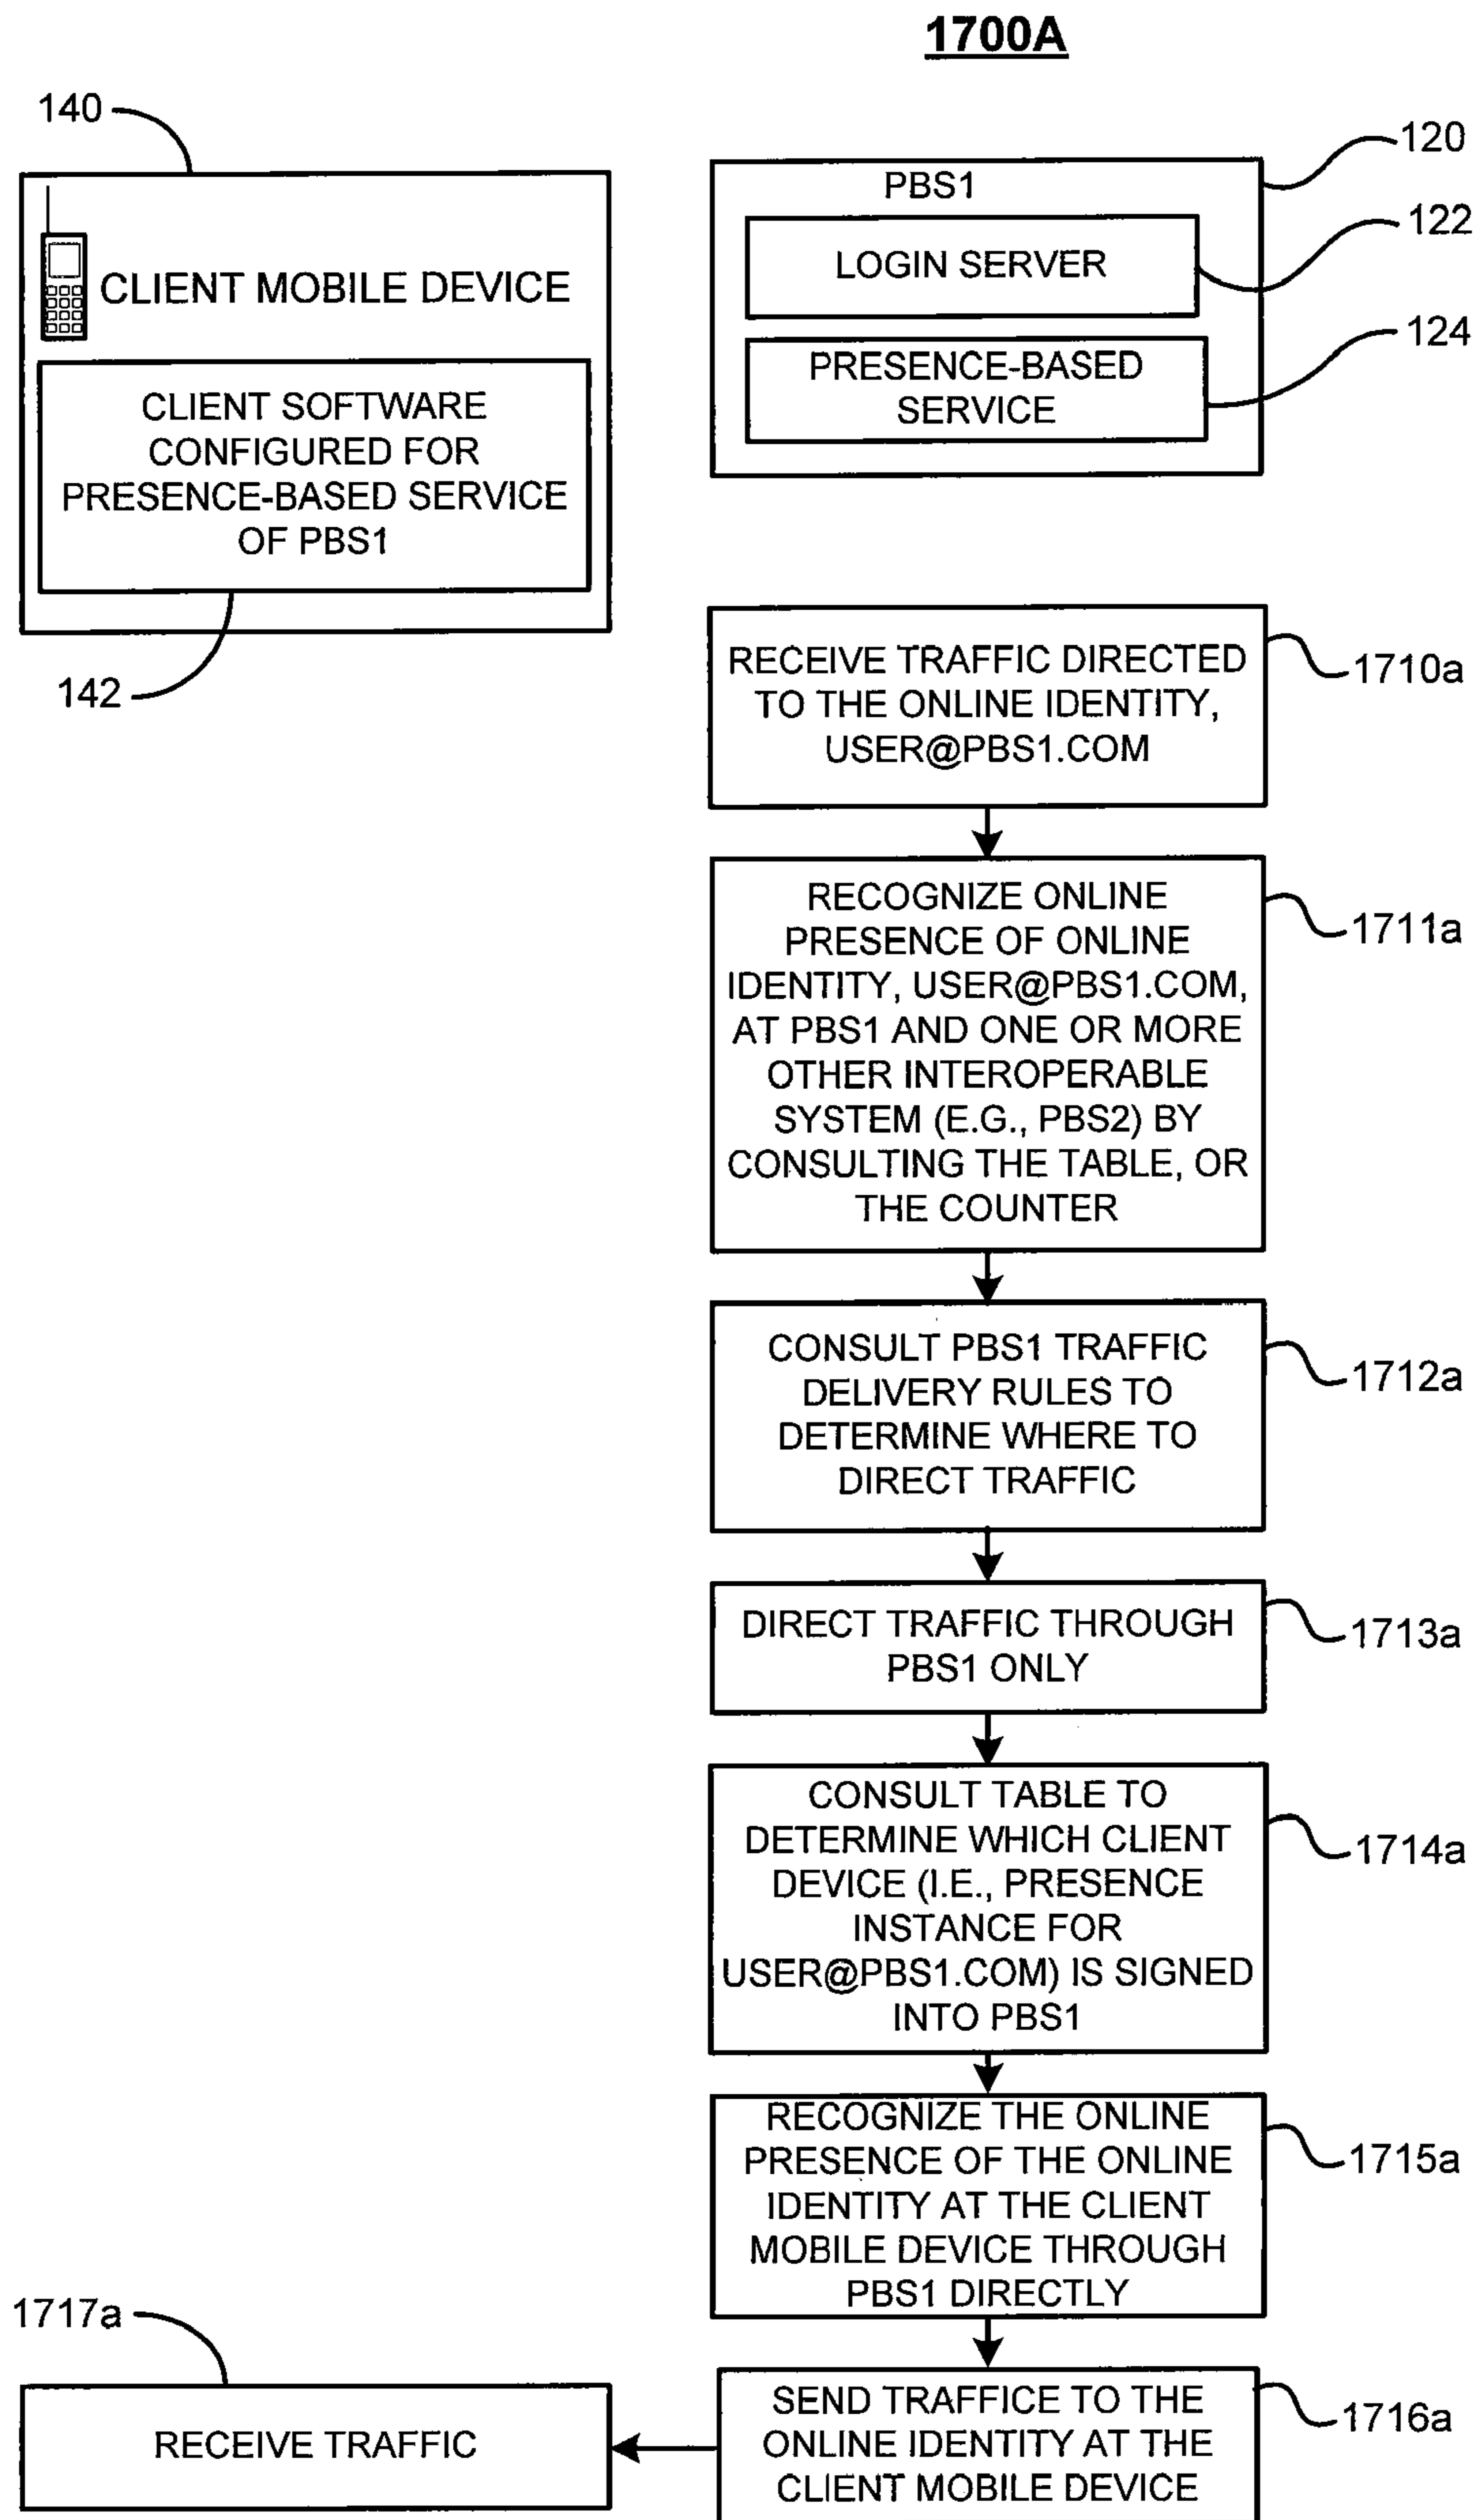 1700A
140
CLIENT MOBILE DEVICE
CLIENT SOFTWARE
CONFIGURED FOR
PRESENCE-BASED SERVICE
OF PBS1
142
120
PBS1
122
LOGIN SERVER
124
PRESENCE-BASED
SERVICE
RECEIVE TRAFFIC DIRECTED
TO THE ONLINE IDENTITY,
USER@PBS1.COM
1710a
RECOGNIZE ONLINE
PRESENCE OF ONLINE
IDENTITY, USER@PBS1.COM,
AT PBS1 AND ONE OR MORE
OTHER INTEROPERABLE
SYSTEM (E.G., PBS2) BY
CONSULTING THE TABLE, OR
THE COUNTER
1711a
CONSULT PBS1 TRAFFIC
DELIVERY RULES TO
DETERMINE WHERE TO
DIRECT TRAFFIC
1712a
DIRECT TRAFFIC THROUGH
PBS1 ONLY
1713a
CONSULT TABLE TO
DETERMINE WHICH CLIENT
DEVICE (I.E., PRESENCE
INSTANCE FOR
USER@PBS1.COM) IS SIGNED
INTO PBS1
1714a
RECOGNIZE THE ONLINE
PRESENCE OF THE ONLINE
IDENTITY AT THE CLIENT
MOBILE DEVICE THROUGH
PBS1 DIRECTLY
1715a
SEND TRAFFICE TO THE
ONLINE IDENTITY AT THE
CLIENT MOBILE DEVICE
1716a
1717a
RECEIVE TRAFFIC